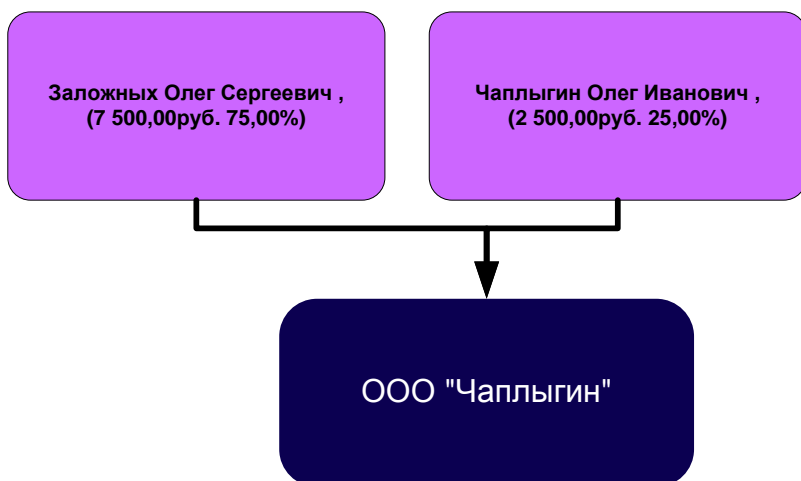 Заложных Олег Сергеевич ,
(7 500,00руб. 75,00%)
Чаплыгин Олег Иванович ,
(2 500,00руб. 25,00%)
ООО "Чаплыгин"